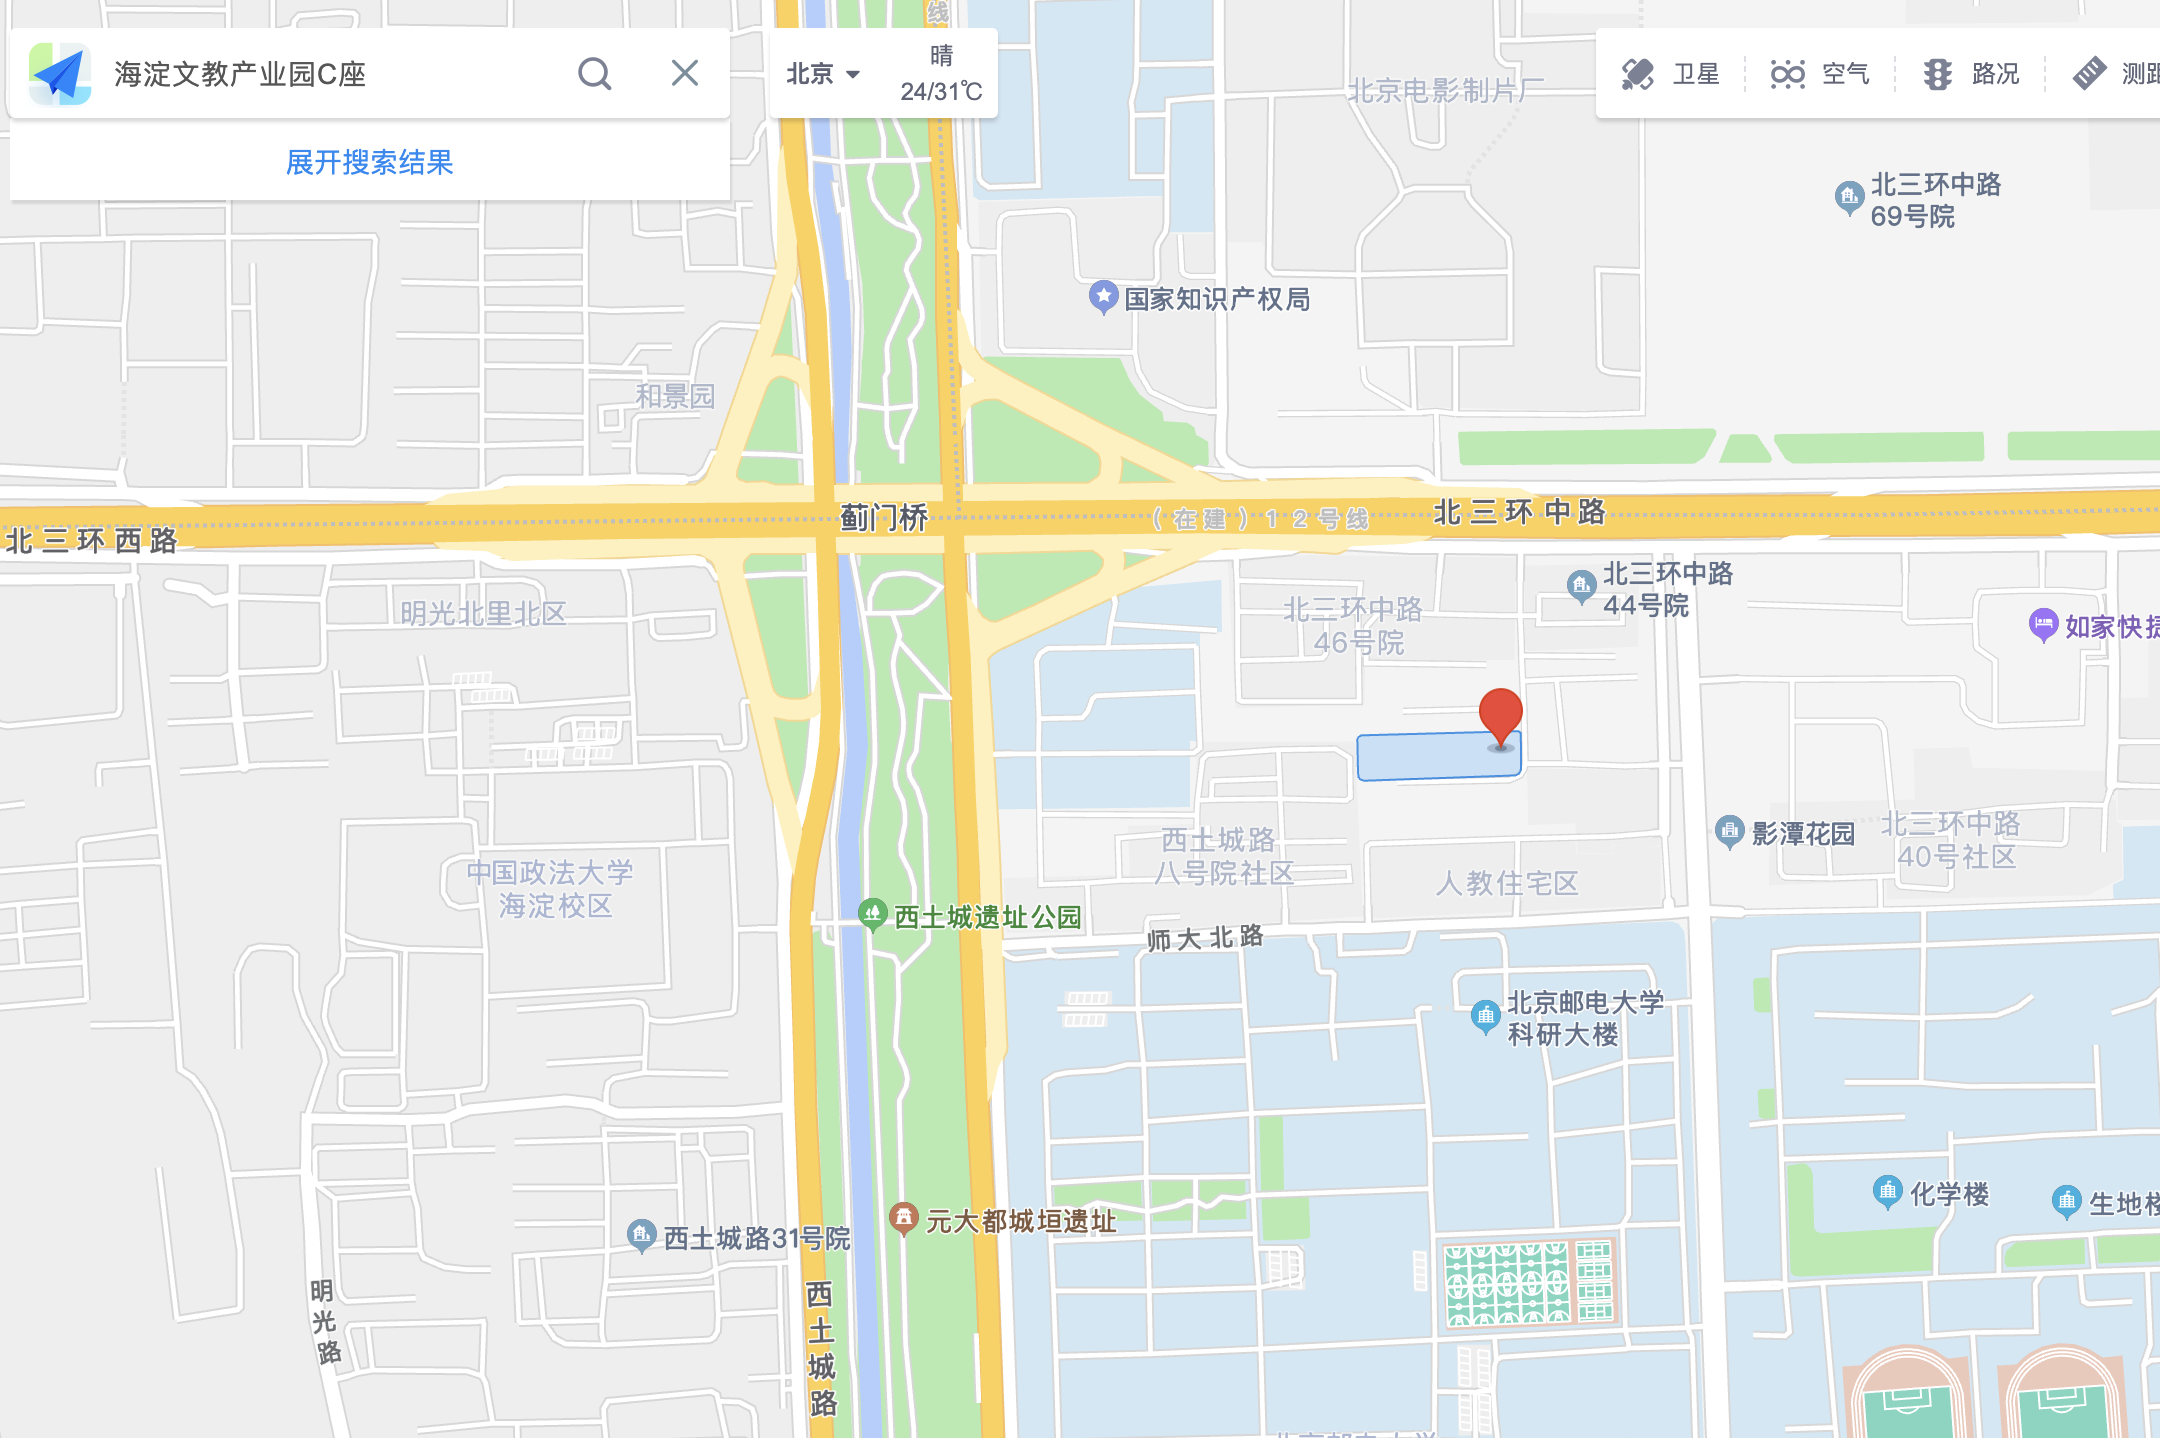 线
海淀文教产业园C座
展开搜索结果
北京
晴
24/31℃
卫星
空气
路况
测距
北京电影制片厂
北三环中路
69号院
国家知识产权局
和景园
蓟门桥
(在建)12号线
北三环中路
北三环西路
北三环中路
44号院
明光北里北区
北三环中路
46号院
如家快捷
影潭花园
北三环中路
40号社区
西土城路
八号院社区
人教住宅区
中国政法大学
海淀校区
西土城遗址公园
师大北路
北京邮电大学
科研大楼
化学楼
生地楼
元大都城垣遗址
西土城路31号院
明光路
西土城路
北京邮电大学